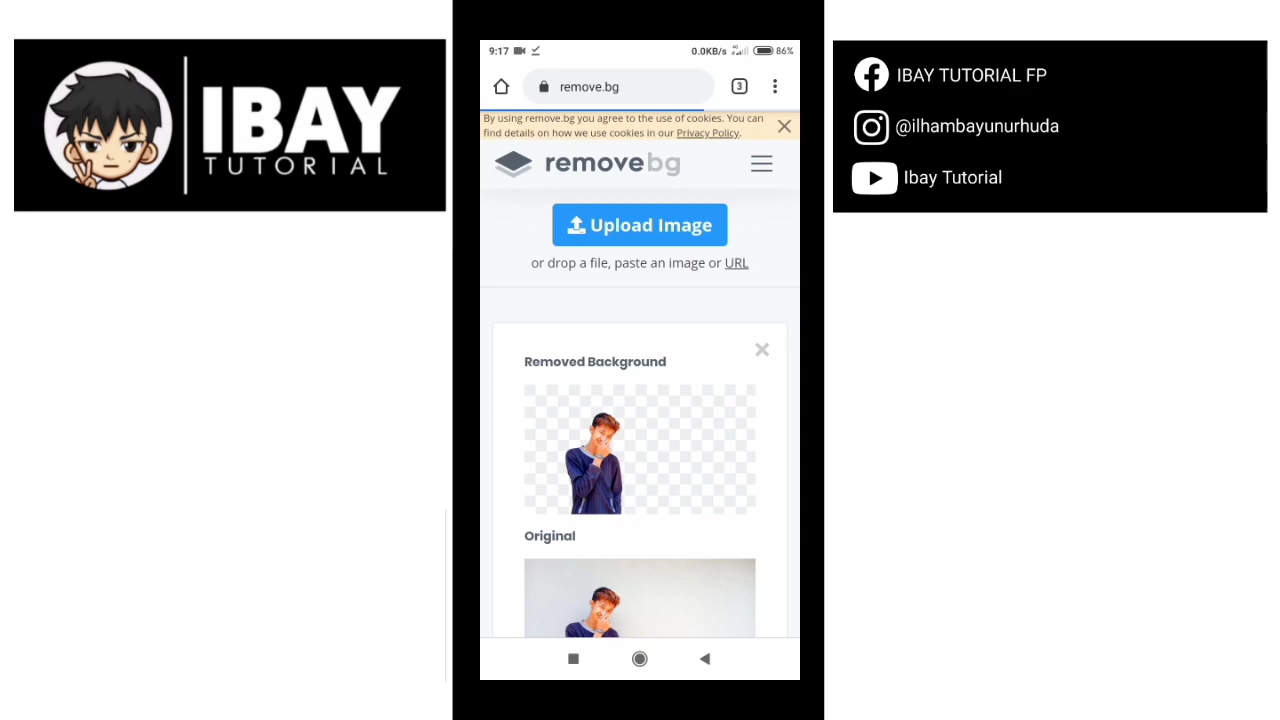 IBAY
TUTORIAL
9:17
0.0KB/s
4G
86%
remove.bg
3
By using remove.bg you agree to the use of cookies. You can
find details on how we use cookies in our Privacy Policy.
removebg
Upload Image
or drop a file, paste an image or URL
Removed Background
Original
IBAY TUTORIAL FP
@ilhambayunurhuda
Ibay Tutorial